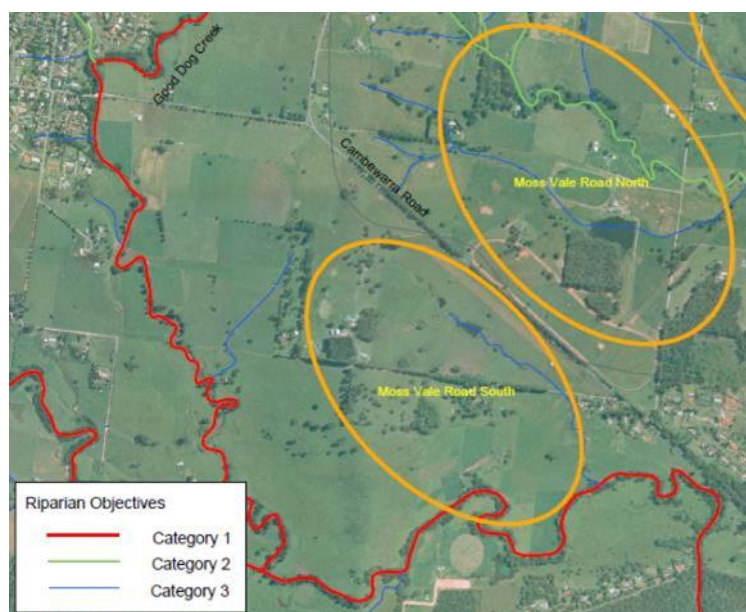 Good Dog Creek
Cambewarra Road
Moss Vale Road North
Moss Vale Road South
Riparian Objectives
Category 1
Category 2
Category 3